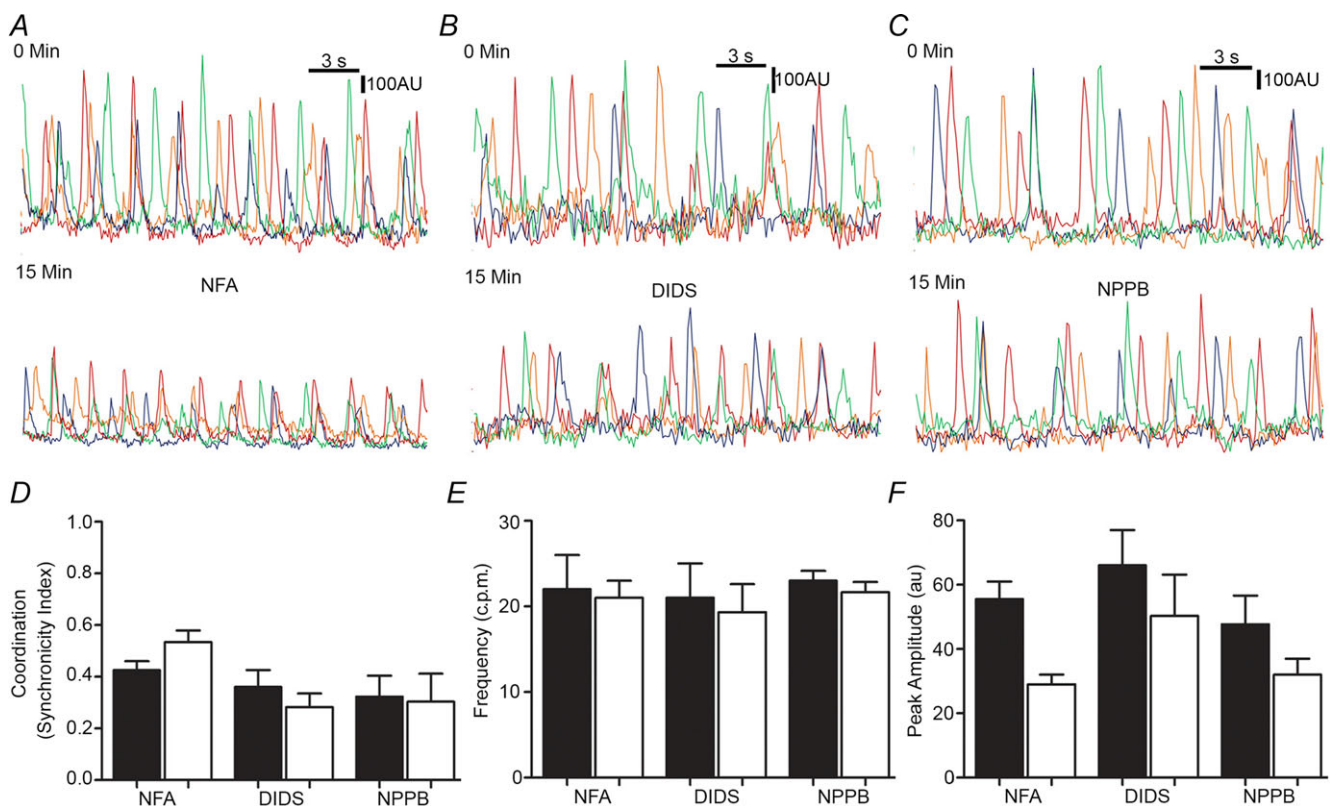 A
B
C
0 Min
0 Min
0 Min
3 s
3 s
3 s
100AU
100AU
100AU
15 Min
15 Min
15 Min
NFA
DIDS
NPPB
D
E
F
1.0
0.8
0.6
0.4
0.2
0.0
Coordination
(Synchronicity Index)
NFA
DIDS
NPPB
30
20
10
0
Frequency (c.p.m.)
NFA
DIDS
NPPB
80
60
40
20
0
Peak Amplitude (au)
NFA
DIDS
NPPB